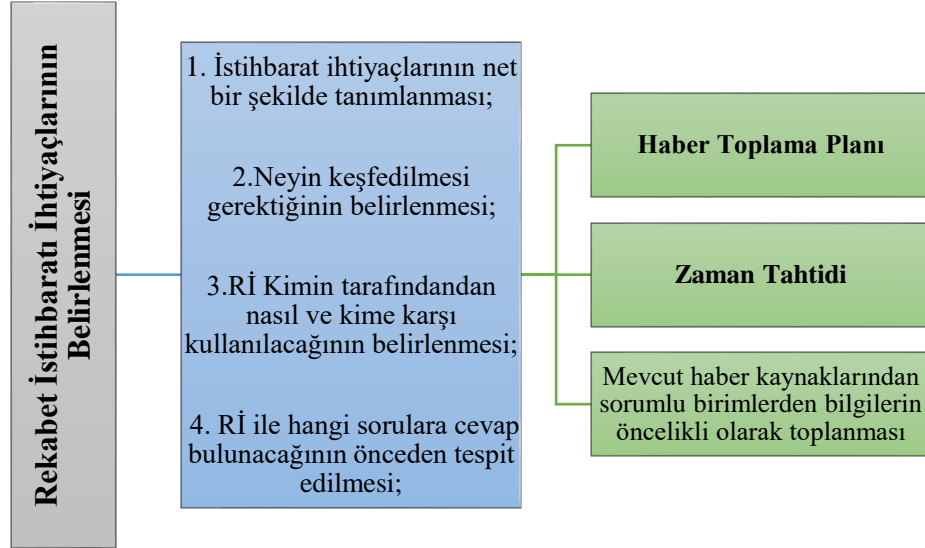 Rekabet İstihbaratı İhtiyaçlarının
Belirlenmesi
1. İstihbarat ihtiyaçlarının net
bir şekilde tanımlanması;
2.Neyin keşfedilmesi
gerektiğinin belirlenmesi;
3.Rİ Kimin tarafındandan
nasıl ve kime karşı
kullanılacağının belirlenmesi;
4. Rİ ile hangi sorulara cevap
bulunacağının önceden tespit
edilmesi;
Haber Toplama Planı
Zaman Tahtidi
Mevcut haber kaynaklarından
sorumlu birimlerden bilgilerin
öncelikli olarak toplanması